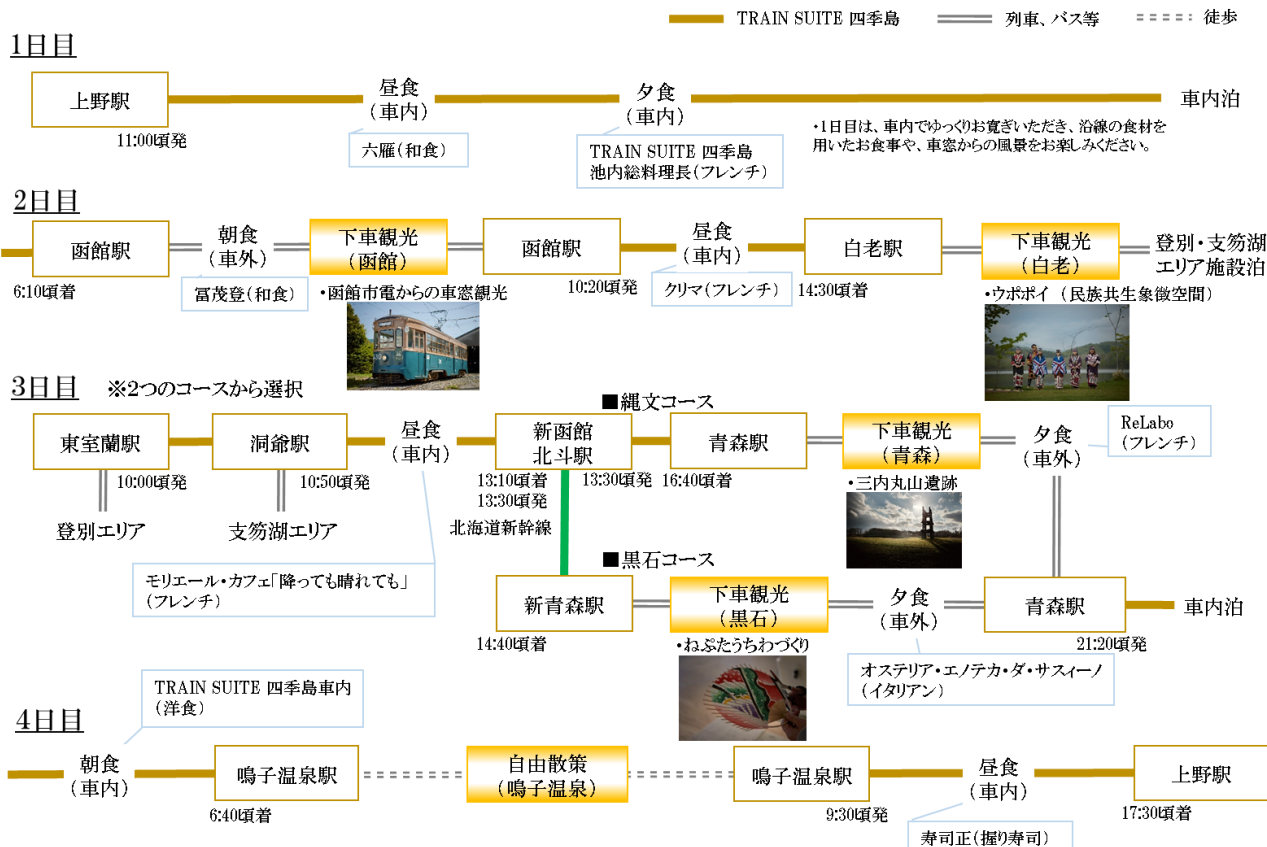 TRAIN SUITE 四季島
列車、バス等
徒歩
1日目
上野駅
11:00頃発
昼食
(車内)
六雁(和食)
夕食
(車内)
TRAIN SUITE 四季島
池内総料理長(フレンチ)
車内泊
・1日目は、車内でゆっくりお寛ぎいただき、沿線の食材を
用いたお食事や、車窓からの風景をお楽しみください。
2日目
函館駅
6:10頃着
朝食
(車外)
冨茂登(和食)
下車観光
(函館)
・函館市電からの車窓観光
函館駅
10:20頃発
昼食
(車内)
クリマ(フレンチ)
白老駅
14:30頃着
下車観光
(白老)
・ウポポイ (民族共生象徴空間)
登別・支笏湖
エリア施設泊
3日目
※2つのコースから選択
東室蘭駅
10:00頃発
登別エリア
洞爺駅
10:50頃発
支笏湖エリア
昼食
(車内)
モリエール・カフェ「降っても晴れても」
(フレンチ)
新函館
北斗駅
13:10頃着
13:30頃発
13:30頃発
北海道新幹線
■縄文コース
青森駅
16:40頃着
下車観光
(青森)
・三内丸山遺跡
夕食
(車外)
ReLabo
(フレンチ)
■黒石コース
新青森駅
14:40頃着
下車観光
(黒石)
・ねぷたうちわづくり
夕食
(車外)
オステリア・エノテカ・ダ・サスィーノ
(イタリアン)
青森駅
21:20頃発
車内泊
4日目
TRAIN SUITE 四季島車内
(洋食)
朝食
(車内)
鳴子温泉駅
6:40頃着
自由散策
(鳴子温泉)
鳴子温泉駅
9:30頃発
昼食
(車内)
寿司正(握り寿司)
上野駅
17:30頃着